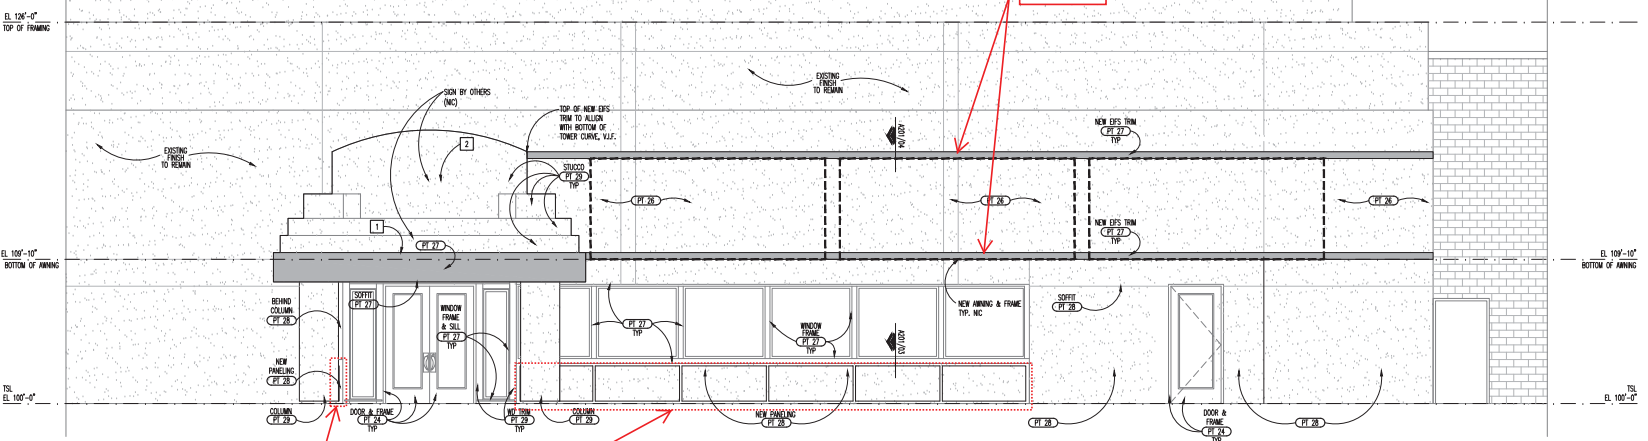 EL 126'-0"
TOP OF FRAMING
EXISTING
FINISH
TO REMAIN
SIGN BY OTHERS
(NIC)
2
TOP OF NEW EIFS
TRIM TO ALIGN
WITH BOTTOM OF
TOWER CURVE, V.I.F.
STUCCO
PT 29
TYP
EXISTING
FINISH
TO REMAIN
A201/04
NEW EIFS TRIM
PT 27
TYP
PT 26
PT 26
PT 26
1
PT 27
NEW EIFS TRIM
PT 27
TYP
EL 109'-10"
BOTTOM OF AWNING
EL 109'-10"
BOTTOM OF AWNING
BEHIND
COLUMN
PT 28
SOFFIT
PT 27
WINDOW
FRAME
& SILL
PT 27
TYP
PT 27
TYP
WINDOW
FRAME
PT 27
TYP
A201/03
NEW AWNING & FRAME
TYP. NIC
SOFFIT
PT 28
NEW
PANELING
PT 28
TSL
EL 100'-0"
TSL
EL 100'-0"
COLUMN
PT 29
DOOR & FRAME
PT 24
TYP
WD TRIM
PT 29
TYP
COLUMN
PT 29
NEW PANELING
PT 28
PT 28
DOOR &
FRAME
PT 24
TYP
PT 28